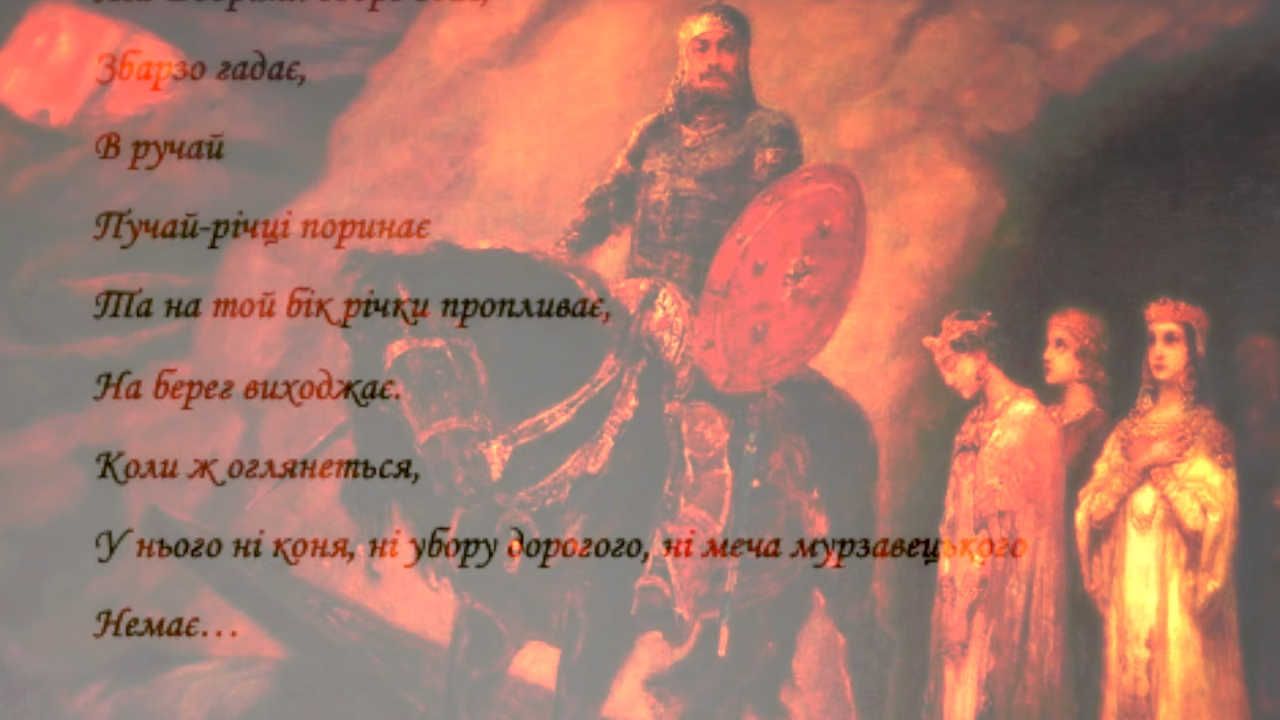 Збарзо гадає,
В ручай
Пучай-річці поринає
Та на той бік річки пропливає,
На берег виходжає.
Коли ж оглянеться,
У нього ні коня, ні убору дорогого, ні меча мурзавецького
Немає…